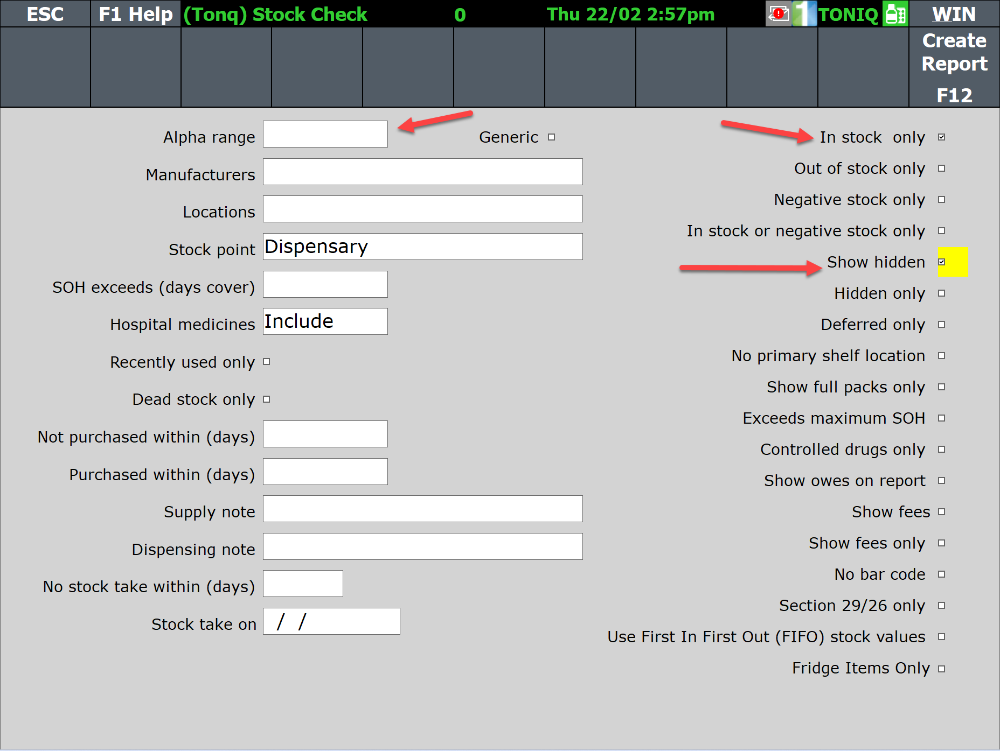 ESC
F1 Help
(Tonq) Stock Check
0
Thu 22/02 2:57pm
1
TONIQ
WIN
Create
Report
F12
Alpha range
Generic
Manufacturers
Locations
Stock point
Dispensary
SOH exceeds (days cover)
Hospital medicines
Include
Recently used only
Dead stock only
Not purchased within (days)
Purchased within (days)
Supply note
Dispensing note
No stock take within (days)
Stock take on
/ /
In stock only
Out of stock only
Negative stock only
In stock or negative stock only
Show hidden
Hidden only
Deferred only
No primary shelf location
Show full packs only
Exceeds maximum SOH
Controlled drugs only
Show owes on report
Show fees
Show fees only
No bar code
Section 29/26 only
Use First In First Out (FIFO) stock values
Fridge Items Only